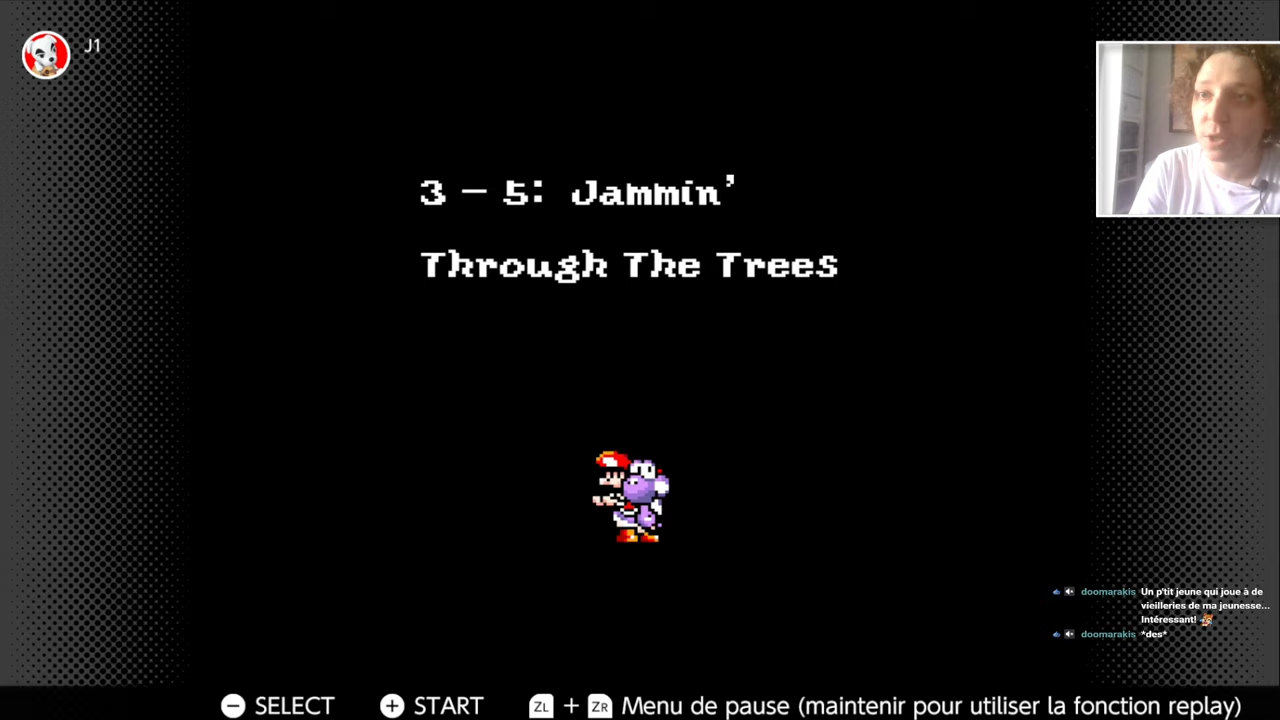 J1
3 - 5: Jammin'
Through The Trees
doomarakis Un p'tit jeune qui joue à de
vieilleries de ma jeunesse...
Intéressant!
doomarakis *des*
SELECT START ZL + ZR Menu de pause (maintenir pour utiliser la fonction replay)